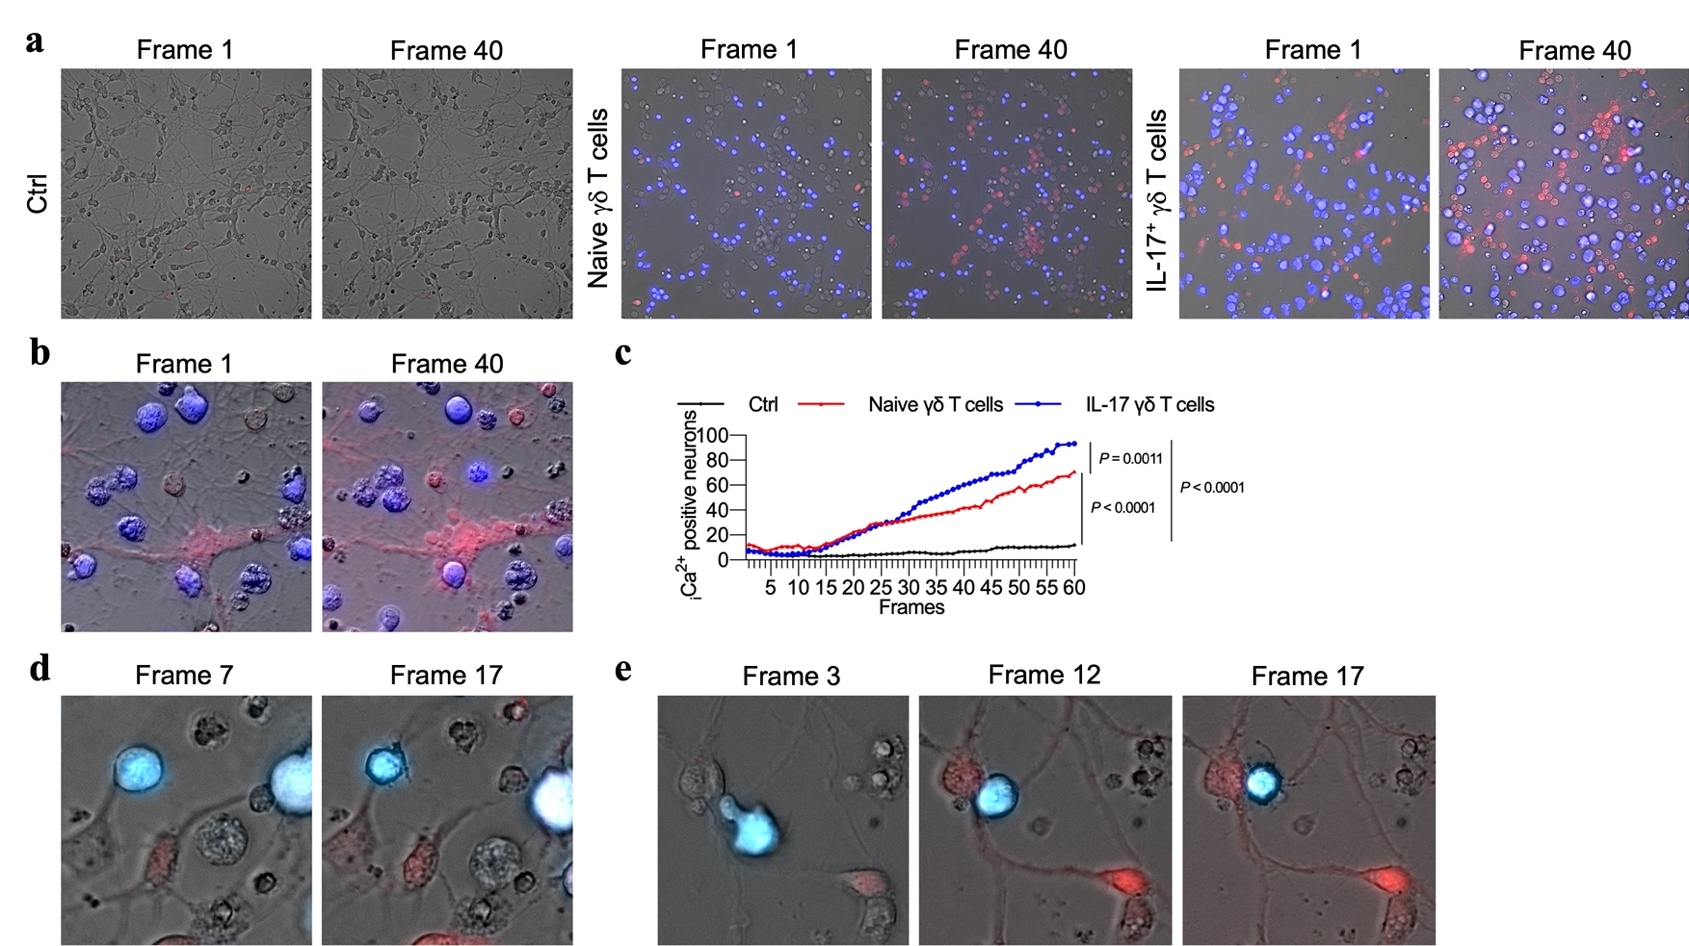 a
Frame 1
Frame 40
Frame 1
Frame 40
Frame 1
Frame 40
Ctrl
Naive γδ T cells
IL-17⁺ γδ T cells
b
Frame 1
Frame 40
c
Ctrl
Naive γδ T cells
IL-17 γδ T cells
iCa²⁺ positive neurons
100
80
60
40
20
0
5 10 15 20 25 30 35 40 45 50 55 60
Frames
P = 0.0011
P < 0.0001
P < 0.0001
d
Frame 7
Frame 17
e
Frame 3
Frame 12
Frame 17